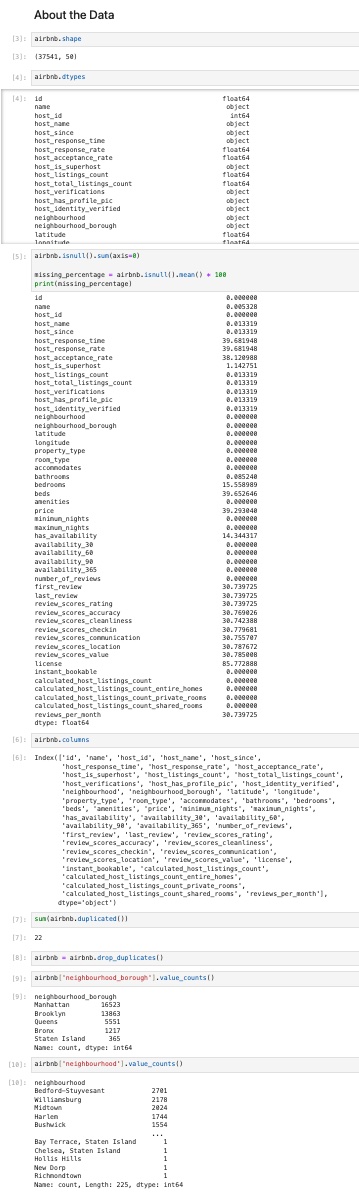 About the Data
[3]: airbnb.shape
[3]: (37541, 50)
[4]: airbnb.dtypes
[4]: id float64
name object
host_id int64
host_name object
host_since object
host_response_time object
host_response_rate float64
host_acceptance_rate float64
host_is_superhost object
host_listings_count float64
host_total_listings_count float64
host_verifications object
host_has_profile_pic object
host_identity_verified object
neighbourhood object
neighbourhood_borough object
latitude float64
longitude float64
[5]: airbnb.isnull().sum(axis=0)
missing_percentage = airbnb.isnull().mean() * 100
print(missing_percentage)
id 0.000000
name 0.005328
host_id 0.000000
host_name 0.013319
host_since 0.013319
host_response_time 39.681948
host_response_rate 39.681948
host_acceptance_rate 38.120988
host_is_superhost 1.142751
host_listings_count 0.013319
host_total_listings_count 0.013319
host_verifications 0.013319
host_has_profile_pic 0.013319
host_identity_verified 0.013319
neighbourhood 0.000000
neighbourhood_borough 0.000000
latitude 0.000000
longitude 0.000000
property_type 0.000000
room_type 0.000000
accommodates 0.000000
bathrooms 0.085240
bedrooms 15.558989
beds 39.652646
amenities 0.000000
price 39.293040
minimum_nights 0.000000
maximum_nights 0.000000
has_availability 14.344317
availability_30 0.000000
availability_60 0.000000
availability_90 0.000000
availability_365 0.000000
number_of_reviews 0.000000
first_review 30.739725
last_review 30.739725
review_scores_rating 30.739725
review_scores_accuracy 30.769026
review_scores_cleanliness 30.742388
review_scores_checkin 30.779681
review_scores_communication 30.755707
review_scores_location 30.787672
review_scores_value 30.785008
license 85.772888
instant_bookable 0.000000
calculated_host_listings_count 0.000000
calculated_host_listings_count_entire_homes 0.000000
calculated_host_listings_count_private_rooms 0.000000
calculated_host_listings_count_shared_rooms 0.000000
reviews_per_month 30.739725
dtype: float64
[6]: airbnb.columns
[6]: Index(['id', 'name', 'host_id', 'host_name', 'host_since',
'host_response_time', 'host_response_rate', 'host_acceptance_rate',
'host_is_superhost', 'host_listings_count', 'host_total_listings_count',
'host_verifications', 'host_has_profile_pic', 'host_identity_verified',
'neighbourhood', 'neighbourhood_borough', 'latitude', 'longitude',
'property_type', 'room_type', 'accommodates', 'bathrooms', 'bedrooms',
'beds', 'amenities', 'price', 'minimum_nights', 'maximum_nights',
'has_availability', 'availability_30', 'availability_60',
'availability_90', 'availability_365', 'number_of_reviews',
'first_review', 'last_review', 'review_scores_rating',
'review_scores_accuracy', 'review_scores_cleanliness',
'review_scores_checkin', 'review_scores_communication',
'review_scores_location', 'review_scores_value', 'license',
'instant_bookable', 'calculated_host_listings_count',
'calculated_host_listings_count_entire_homes',
'calculated_host_listings_count_private_rooms',
'calculated_host_listings_count_shared_rooms', 'reviews_per_month'],
dtype='object')
[7]: sum(airbnb.duplicated())
[7]: 22
[8]: airbnb = airbnb.drop_duplicates()
[9]: airbnb['neighbourhood_borough'].value_counts()
[9]: neighbourhood_borough
Manhattan 16523
Brooklyn 13863
Queens 5551
Bronx 1217
Staten Island 365
Name: count, dtype: int64
[10]: airbnb['neighbourhood'].value_counts()
[10]: neighbourhood
Bedford-Stuyvesant 2701
Williamsburg 2178
Midtown 2024
Harlem 1744
Bushwick 1554
...
Bay Terrace, Staten Island 1
Chelsea, Staten Island 1
Hollis Hills 1
New Dorp 1
Richmondtown 1
Name: count, Length: 225, dtype: int64